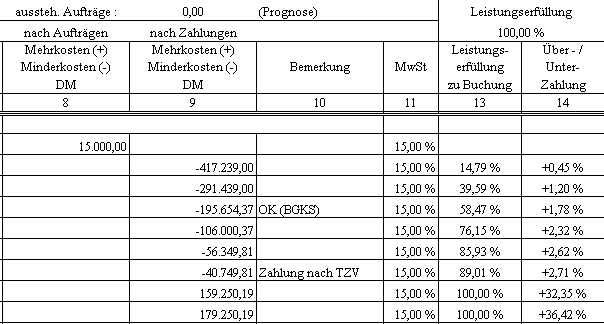 aussteh. Aufträge : 0,00 (Prognose) Leistungserfüllung
nach Aufträgen nach Zahlungen 100,00 %
Mehrkosten (+) Mehrkosten (+) Leistungs- Über - /
Minderkosten (-) Minderkosten (-) Bemerkung MwSt erfüllung Unter-
DM DM zu Buchung Zahlung
8 9 10 11 13 14
15.000,00 15,00 %
-417.239,00 15,00 % 14,79 % +0,45 %
-291.439,00 15,00 % 39,59 % +1,20 %
-195.654,37 OK (BGKS) 15,00 % 58,47 % +1,78 %
-106.000,37 15,00 % 76,15 % +2,32 %
-56.349,81 15,00 % 85,93 % +2,62 %
-40.749,81 Zahlung nach TZV 15,00 % 89,01 % +2,71 %
159.250,19 15,00 % 100,00 % +32,35 %
179.250,19 15,00 % 100,00 % +36,42 %